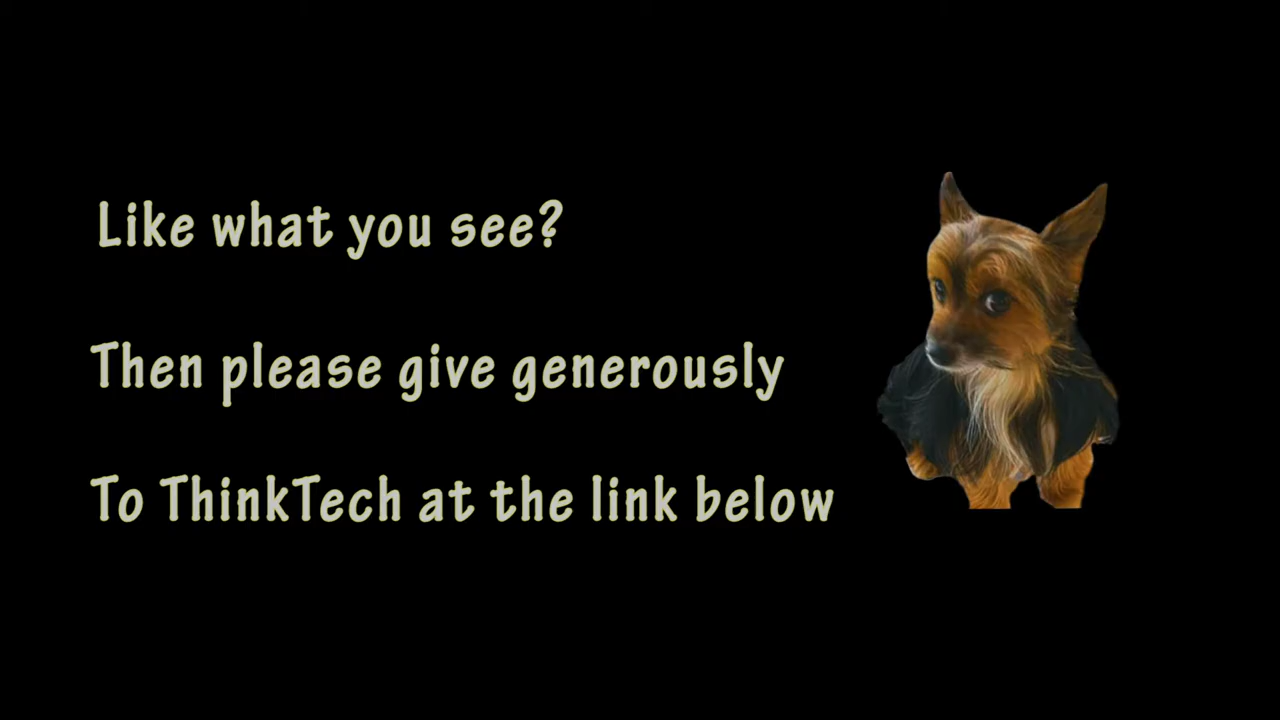 Like what you see?
Then please give generously
To ThinkTech at the link below